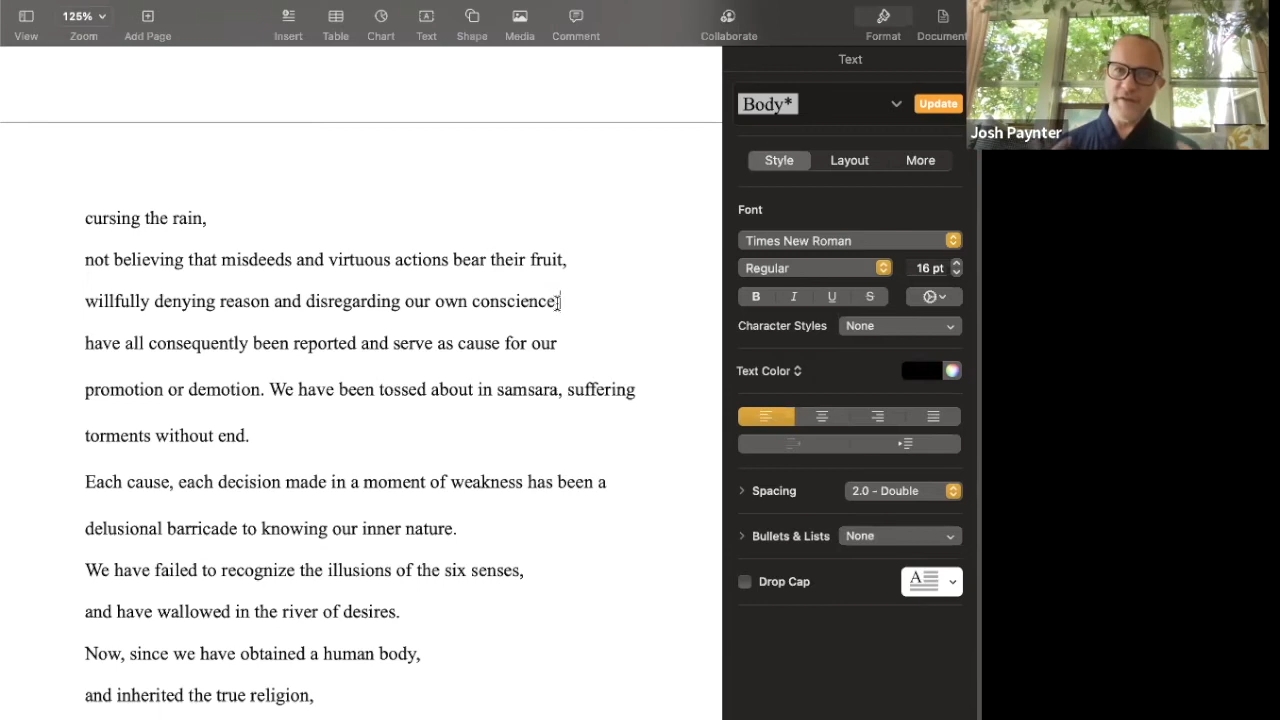 125%
View
Zoom
Add Page
Insert
Table
Chart
Text
Shape
Media
Comment
Collaborate
Format
Document
Text
Body*
Update
Josh Paynter
Style
Layout
More
Font
Times New Roman
Regular
16 pt
B I U S
Character Styles
None
Text Color
Spacing
2.0 - Double
Bullets & Lists
None
Drop Cap
A
cursing the rain,
not believing that misdeeds and virtuous actions bear their fruit,
willfully denying reason and disregarding our own conscience
have all consequently been reported and serve as cause for our
promotion or demotion. We have been tossed about in samsara, suffering
torments without end.
Each cause, each decision made in a moment of weakness has been a
delusional barricade to knowing our inner nature.
We have failed to recognize the illusions of the six senses,
and have wallowed in the river of desires.
Now, since we have obtained a human body,
and inherited the true religion,